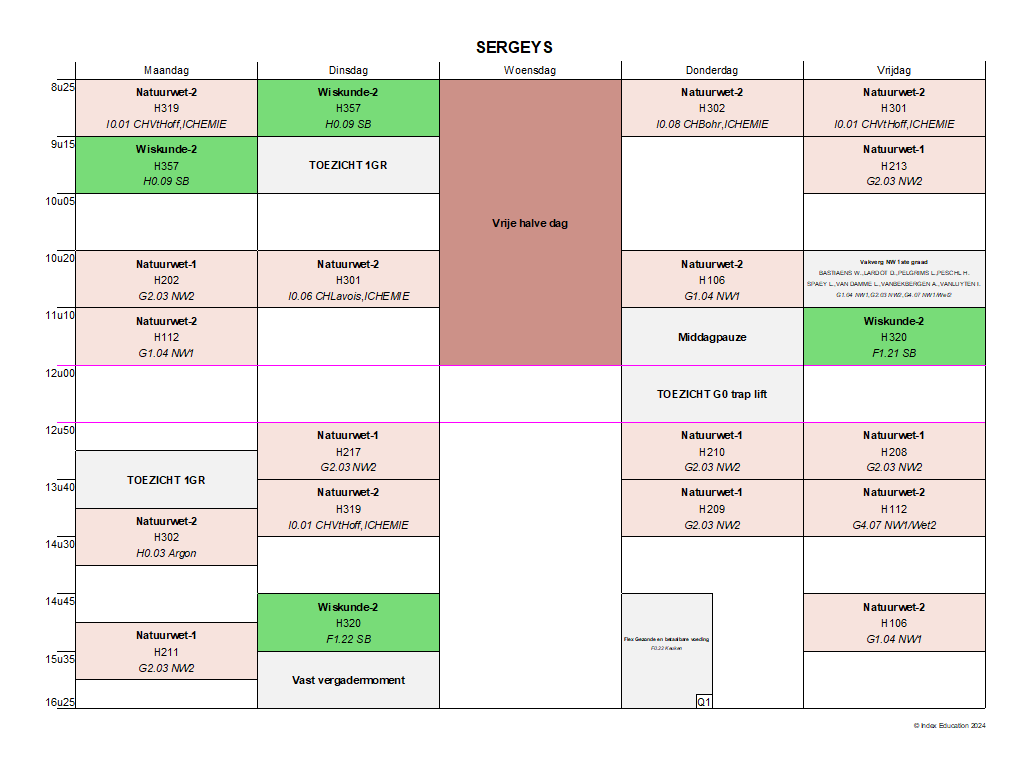 SERGEYS
Maandag
Dinsdag
Woensdag
Donderdag
Vrijdag
8u25
9u15
10u05
10u20
11u10
12u00
12u50
13u40
14u30
14u45
15u35
16u25
Natuurwet-2
H319
I0.01 CHVtHoff,ICHEMIE
Wiskunde-2
H357
H0.09 SB
Natuurwet-1
H202
G2.03 NW2
Natuurwet-2
H112
G1.04 NW1
TOEZICHT 1GR
Natuurwet-2
H302
H0.03 Argon
Natuurwet-1
H211
G2.03 NW2
Wiskunde-2
H357
H0.09 SB
TOEZICHT 1GR
Natuurwet-2
H301
I0.06 CHLavois,ICHEMIE
Natuurwet-1
H217
G2.03 NW2
Natuurwet-2
H319
I0.01 CHVtHoff,ICHEMIE
Wiskunde-2
H320
F1.22 SB
Vast vergadermoment
Vrije halve dag
Natuurwet-2
H302
I0.08 CHBohr,ICHEMIE
Natuurwet-2
H106
G1.04 NW1
Middagpauze
TOEZICHT G0 trap lift
Natuurwet-1
H210
G2.03 NW2
Natuurwet-1
H209
G2.03 NW2
Flex Gezonde en betaalbare voeding
F0.22 Keuken
Q1
Natuurwet-2
H301
I0.01 CHVtHoff,ICHEMIE
Natuurwet-1
H213
G2.03 NW2
Vakverg NW 1ste graad
BASTIAENS W.,LARDOT D.,PELGRIMS L.,PESCHL H.
SPAEY L.,VAN DAMME L.,VANBEKBERGEN A.,VANLUYTEN I.
G1.04 NW1,G2.03 NW2,G4.07 NW1/Wet2
Wiskunde-2
H320
F1.21 SB
Natuurwet-1
H208
G2.03 NW2
Natuurwet-2
H112
G4.07 NW1/Wet2
Natuurwet-2
H106
G1.04 NW1
© Index Education 2024